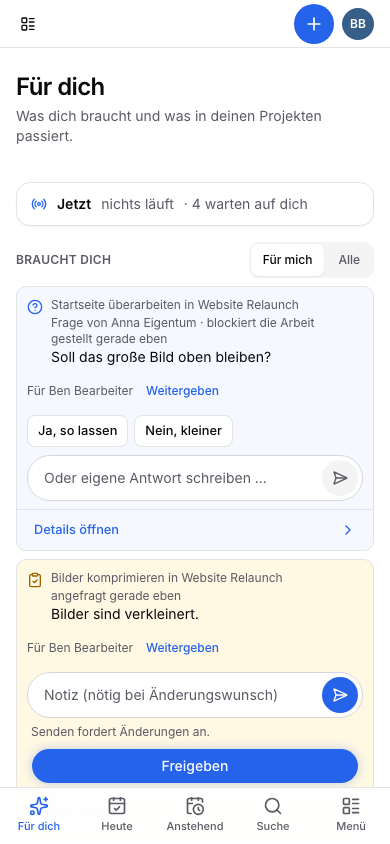 BB
Für dich
Was dich braucht und was in deinen Projekten
passiert.
Jetzt nichts läuft · 4 warten auf dich
BRAUCHT DICH
Für mich
Alle
Startseite überarbeiten in Website Relaunch
Frage von Anna Eigentum · blockiert die Arbeit
gestellt gerade eben
Soll das große Bild oben bleiben?
Für Ben Bearbeiter Weitergeben
Ja, so lassen
Nein, kleiner
Oder eigene Antwort schreiben ...
Details öffnen
Bilder komprimieren in Website Relaunch
angefragt gerade eben
Bilder sind verkleinert.
Für Ben Bearbeiter Weitergeben
Notiz (nötig bei Änderungswunsch)
Senden fordert Änderungen an.
Freigeben
Für dich
Heute
Anstehend
Suche
Menü